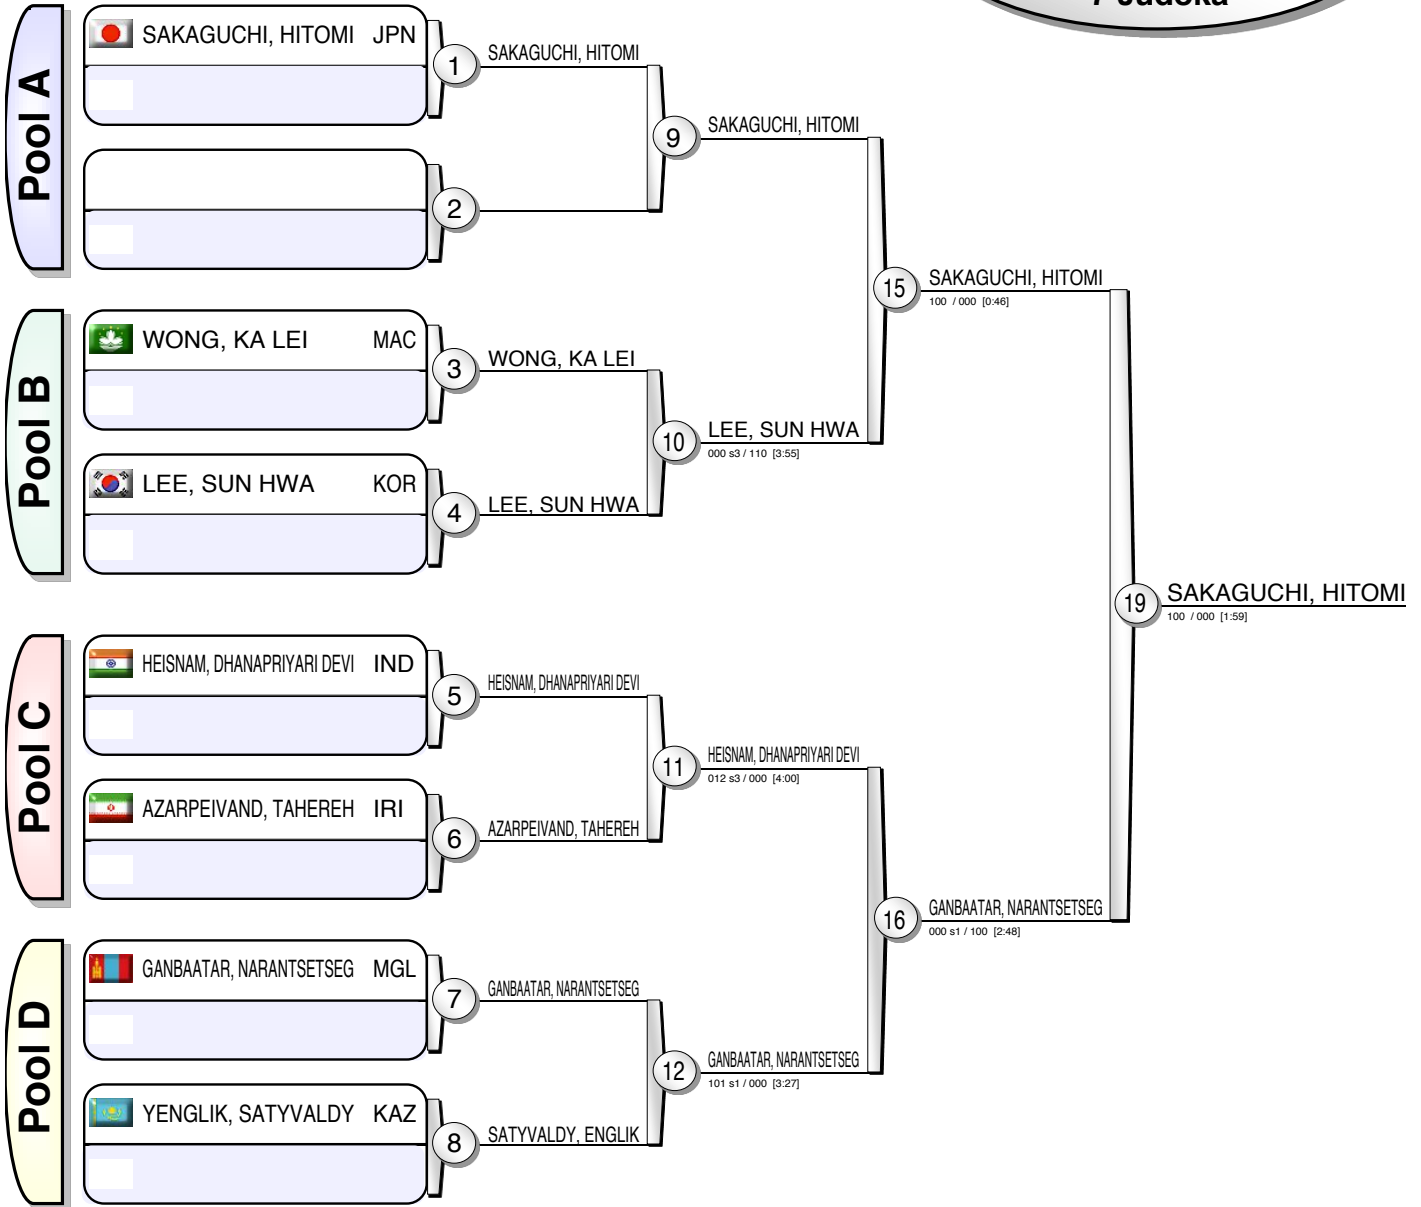 7 Judoka
Pool A
SAKAGUCHI, HITOMI JPN
1
SAKAGUCHI, HITOMI
2
9
SAKAGUCHI, HITOMI
Pool B
WONG, KA LEI MAC
3
WONG, KA LEI
LEE, SUN HWA KOR
4
LEE, SUN HWA
10
LEE, SUN HWA
000 s3 / 110 [3:55]
15
SAKAGUCHI, HITOMI
100 / 000 [0:46]
Pool C
HEISNAM, DHANAPRIYARI DEVI IND
5
HEISNAM, DHANAPRIYARI DEVI
AZARPEIVAND, TAHEREH IRI
6
AZARPEIVAND, TAHEREH
11
HEISNAM, DHANAPRIYARI DEVI
012 s3 / 000 [4:00]
Pool D
GANBAATAR, NARANTSETSEG MGL
7
GANBAATAR, NARANTSETSEG
YENGLIK, SATYVALDY KAZ
8
SATYVALDY, ENGLIK
12
GANBAATAR, NARANTSETSEG
101 s1 / 000 [3:27]
16
GANBAATAR, NARANTSETSEG
000 s1 / 100 [2:48]
19
SAKAGUCHI, HITOMI
100 / 000 [1:59]